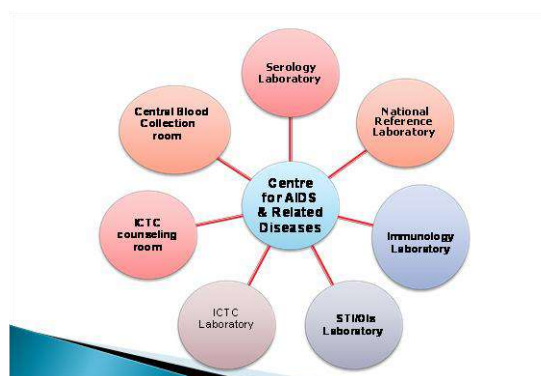 Serology
Laboratory
National
Reference
Laboratory
Immunology
Laboratory
STI/OIs
Laboratory
ICTC
Laboratory
ICTC
counseling
room
Central Blood
Collection
room
Centre
for AIDS
& Related
Diseases